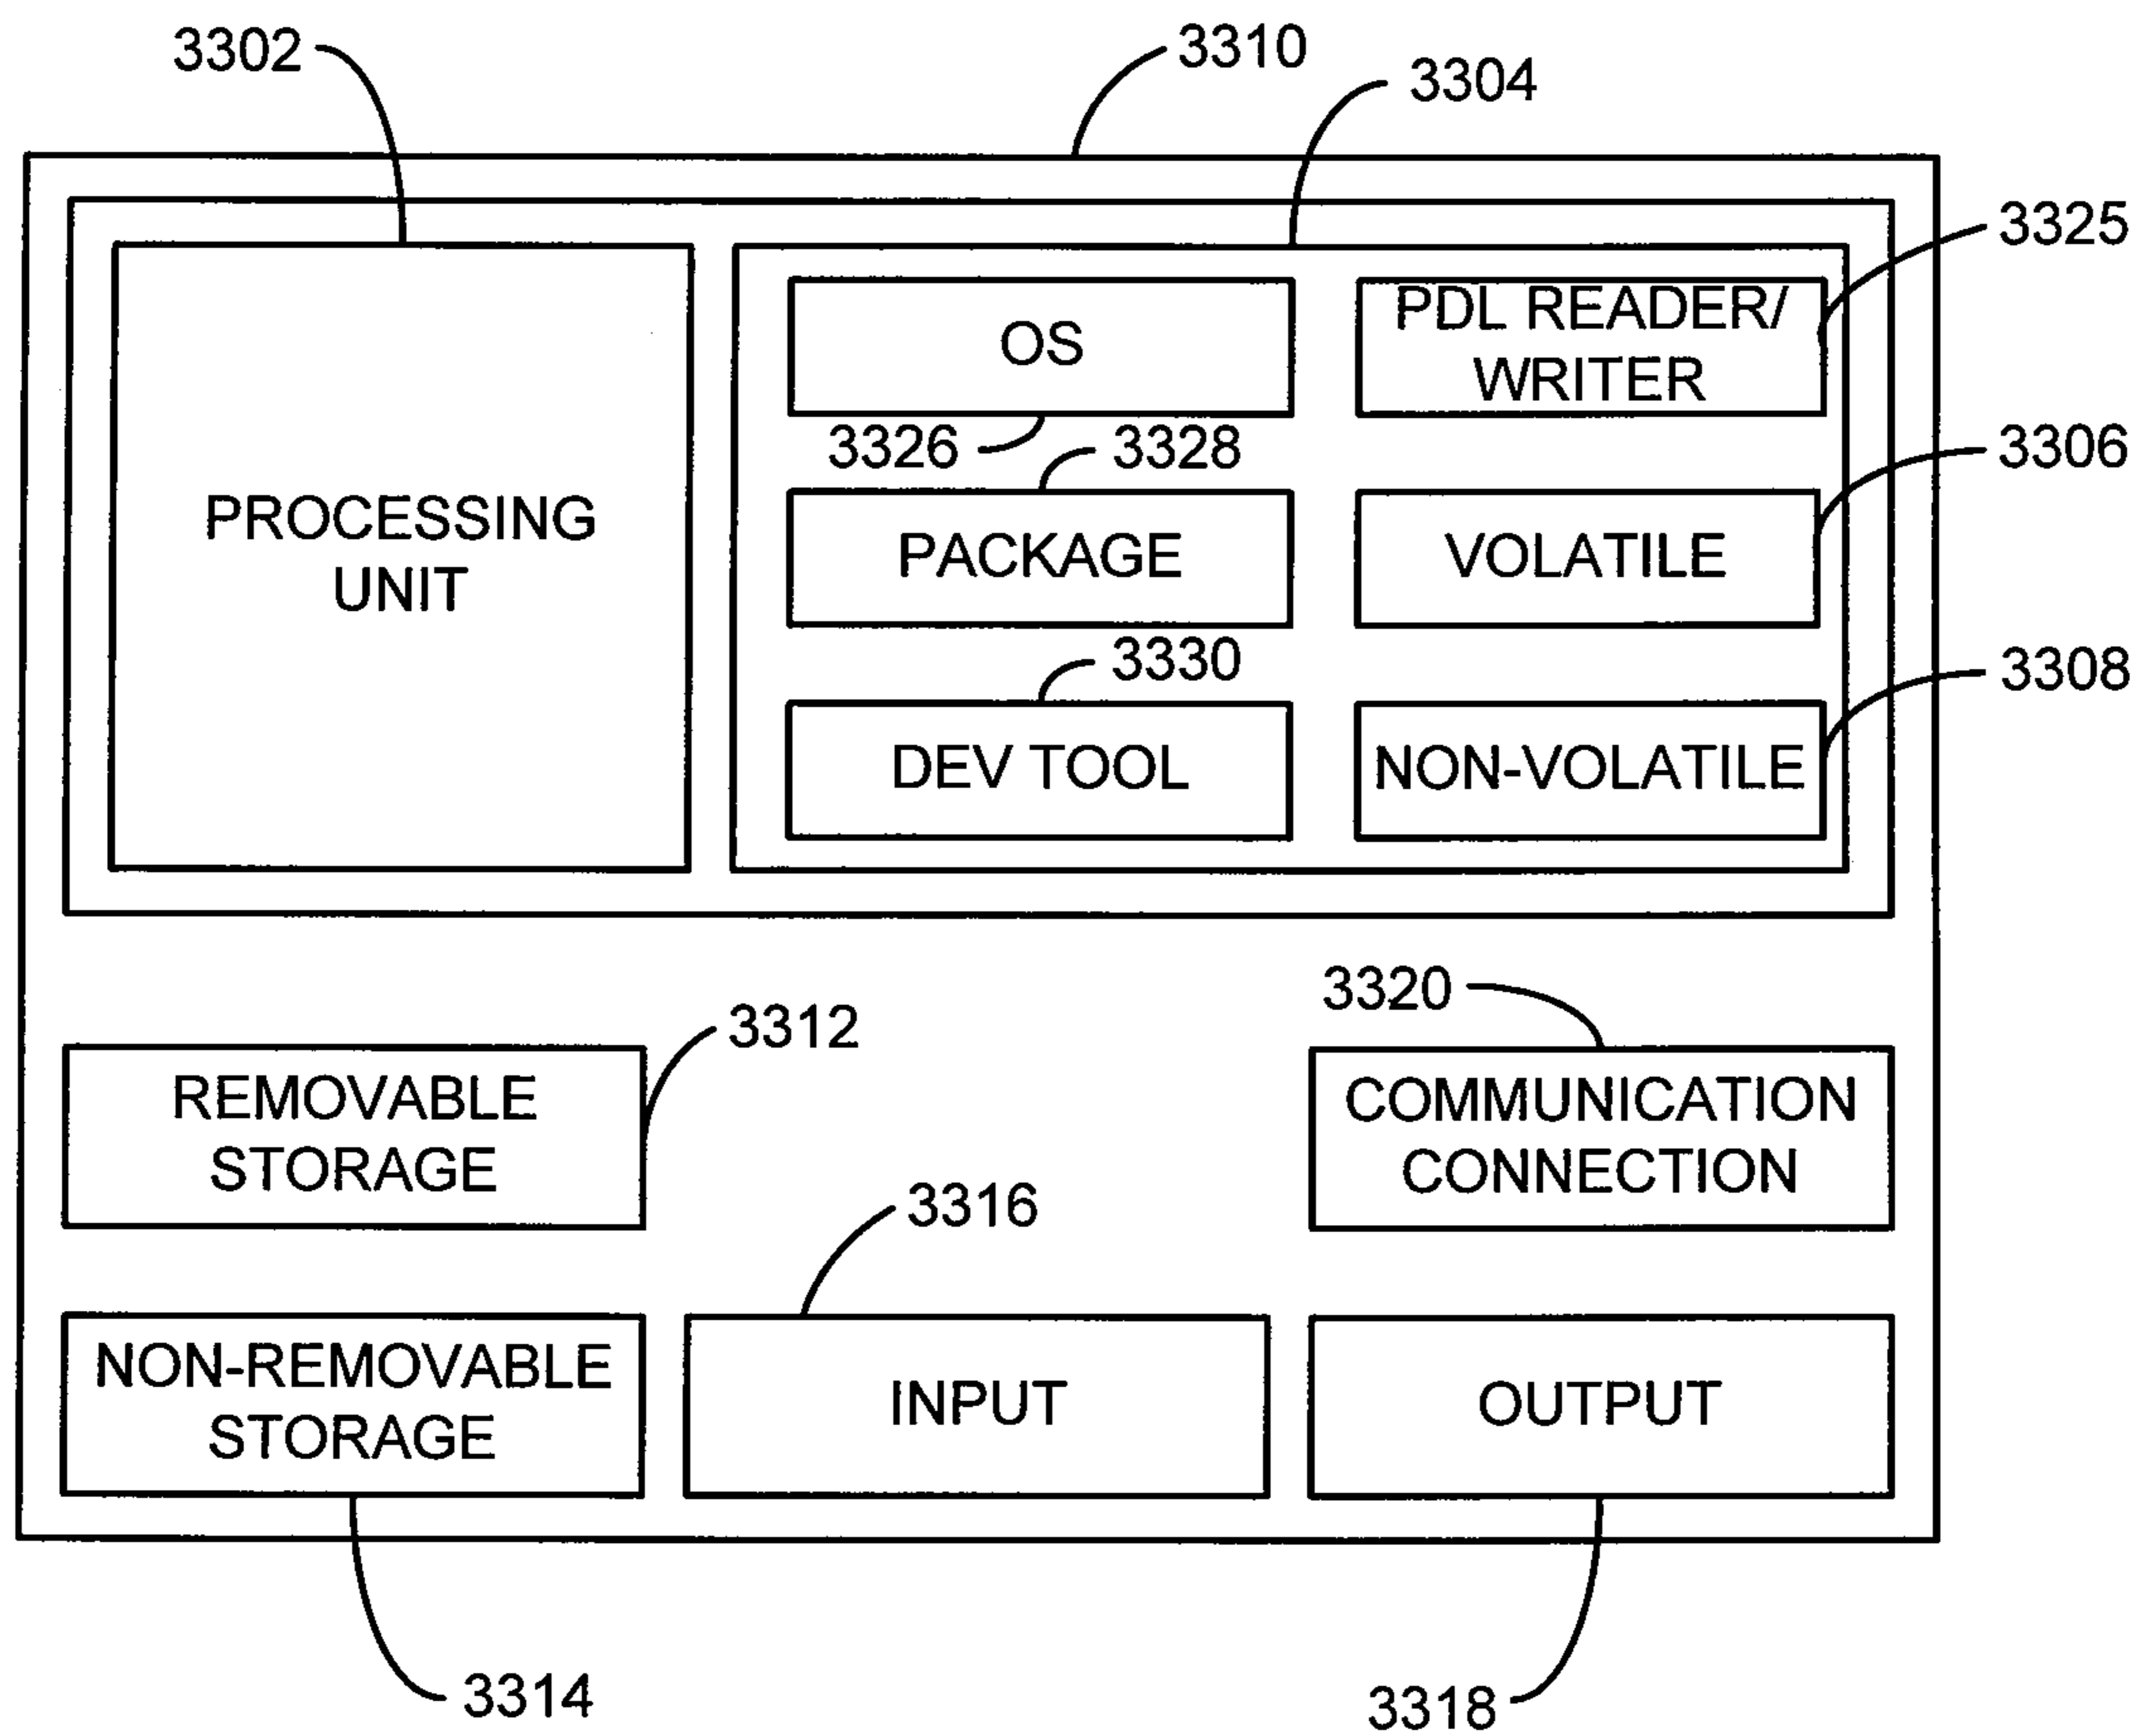 3302
3310
3304
3325
OS
PDL READER/
WRITER
3326
3328
3306
PROCESSING
UNIT
PACKAGE
VOLATILE
3330
3308
DEV TOOL
NON-VOLATILE
3320
3312
REMOVABLE
STORAGE
COMMUNICATION
CONNECTION
3316
NON-REMOVABLE
STORAGE
INPUT
OUTPUT
3314
3318